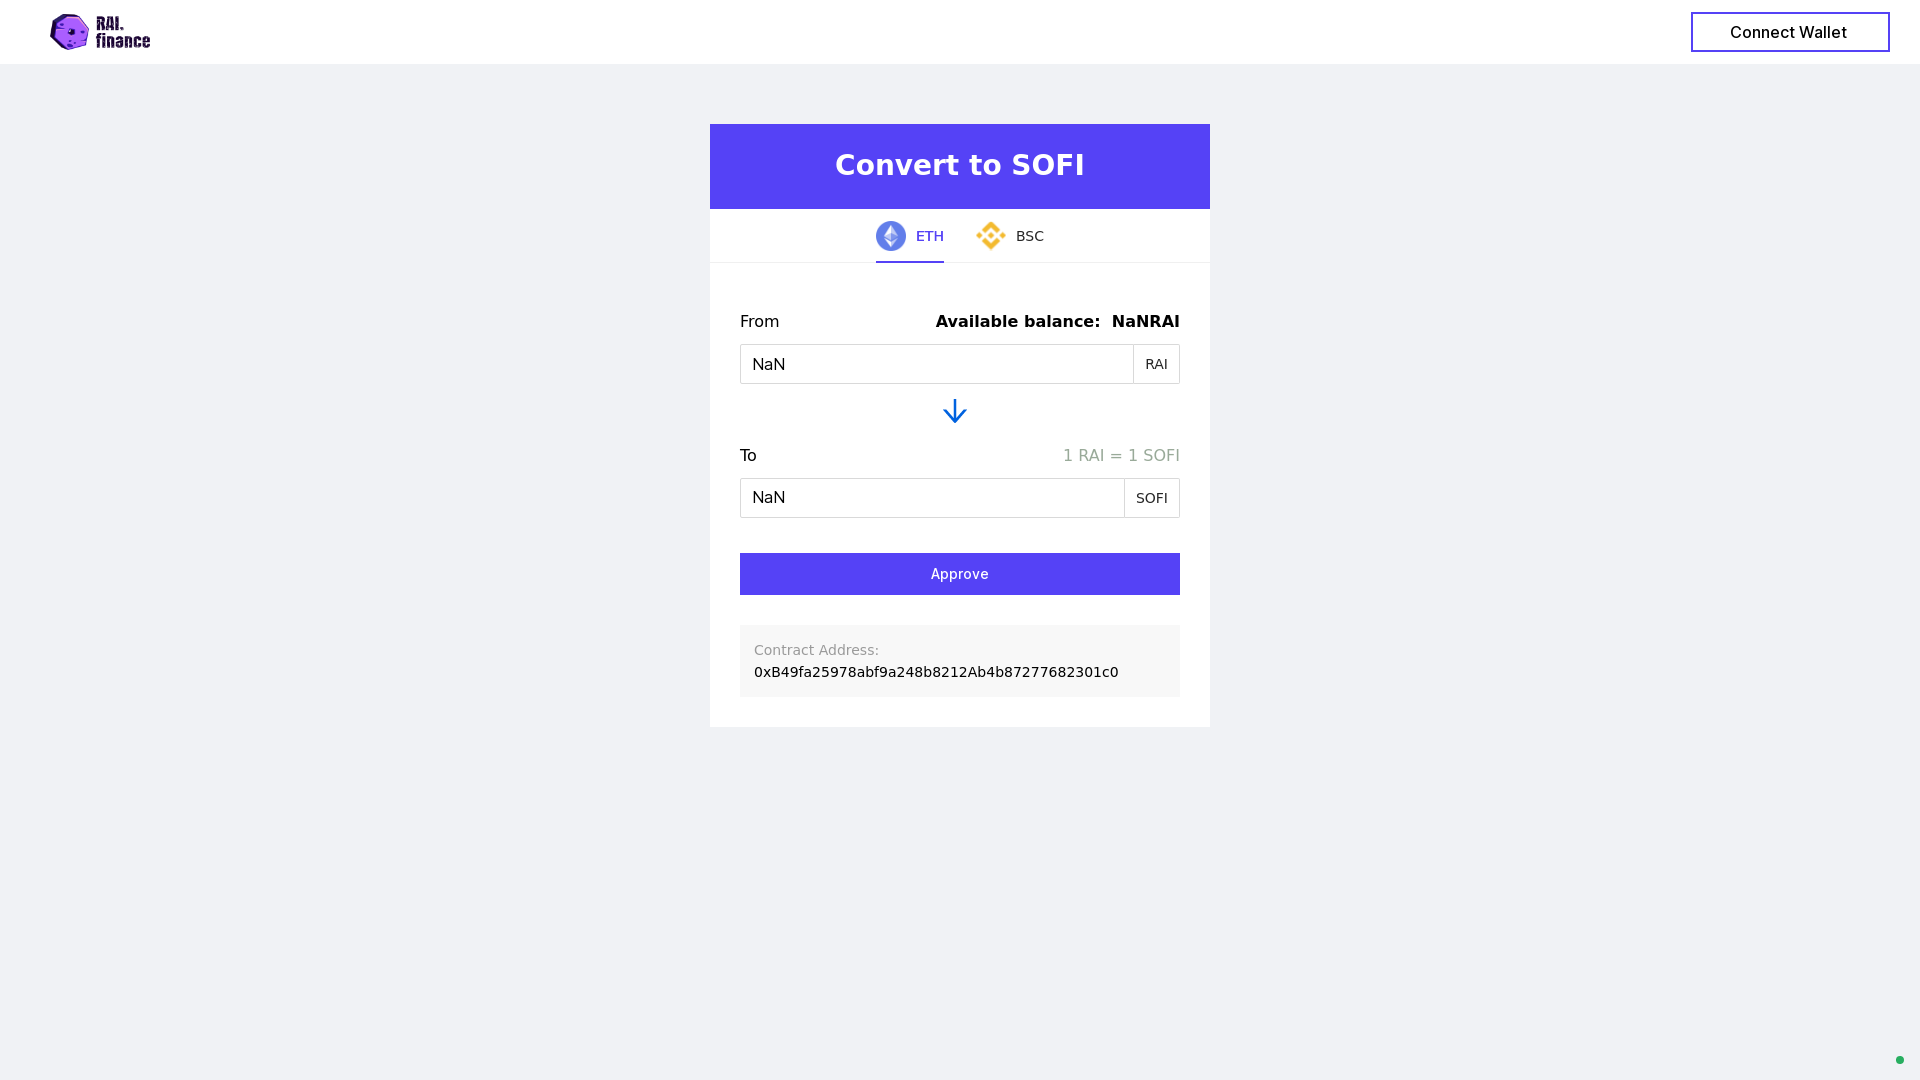 RAI.
finance
Connect Wallet
Convert to SOFI
ETH
BSC
From
Available balance: NaNRAI
NaN
RAI
To
1 RAI = 1 SOFI
NaN
SOFI
Approve
Contract Address:
0xB49fa25978abf9a248b8212Ab4b87277682301c0